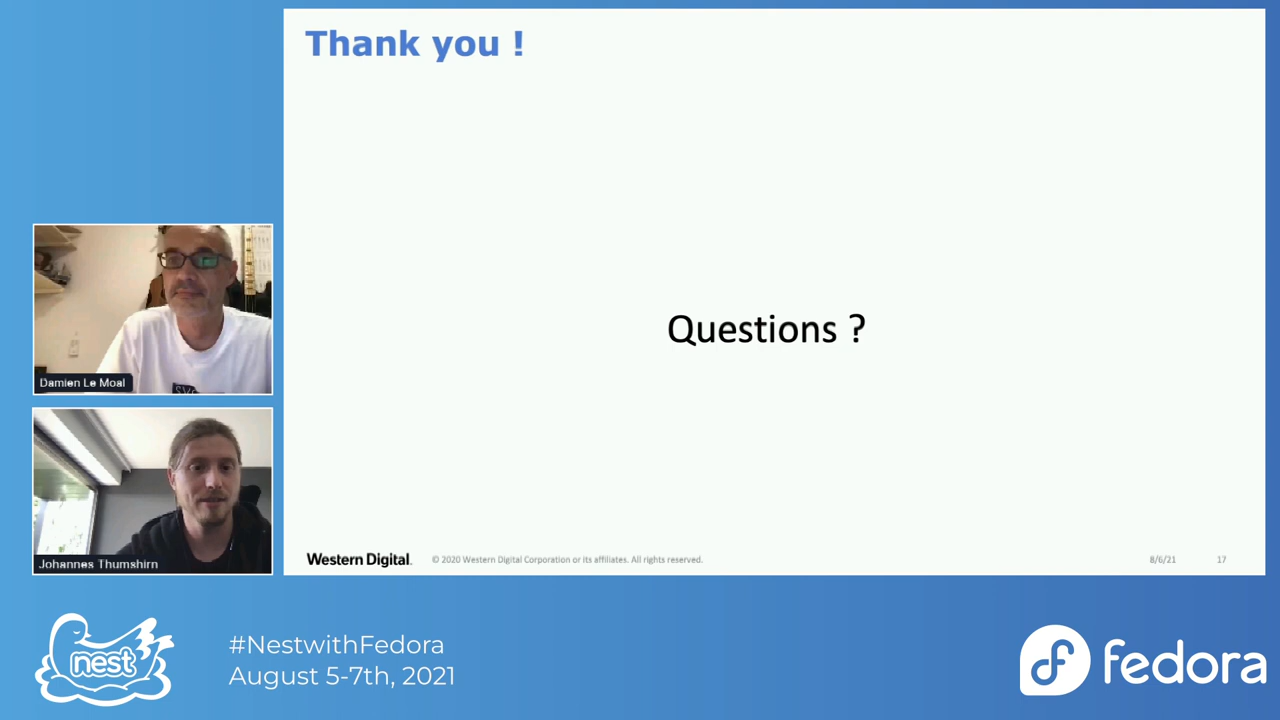 Thank you !
Questions ?
Damien Le Moal
Johannes Thumshirn
Western Digital.
© 2020 Western Digital Corporation or its affiliates. All rights reserved.
8/6/21
17
nest
#NestwithFedora
August 5-7th, 2021
fedora